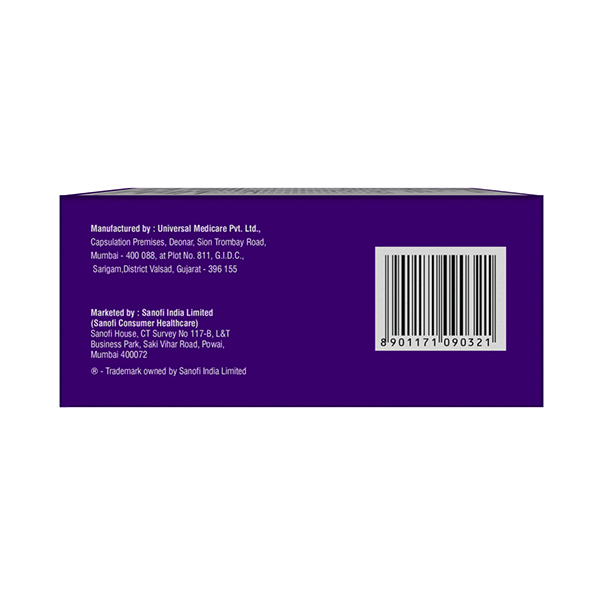 Manufactured by : Universal Medicare Pvt. Ltd.,
Capsulation Premises, Deonar, Sion Trombay Road,
Mumbai - 400 088, at Plot No. 811, G.I.D.C.,
Sarigam,District Valsad, Gujarat - 396 155
Marketed by : Sanofi India Limited
(Sanofi Consumer Healthcare)
Sanofi House, CT Survey No 117-B, L&T
Business Park, Saki Vihar Road, Powai,
Mumbai 400072
® - Trademark owned by Sanofi India Limited
8 901171 090321